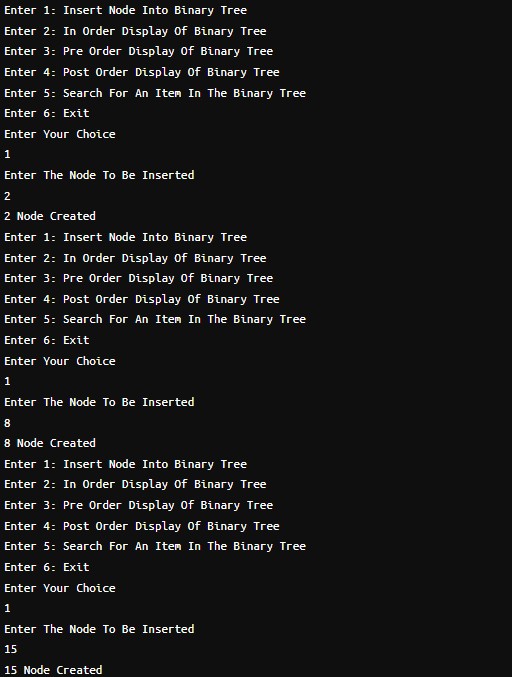 Enter 1: Insert Node Into Binary Tree
Enter 2: In Order Display Of Binary Tree
Enter 3: Pre Order Display Of Binary Tree
Enter 4: Post Order Display Of Binary Tree
Enter 5: Search For An Item In The Binary Tree
Enter 6: Exit
Enter Your Choice
1
Enter The Node To Be Inserted
2
2 Node Created
Enter 1: Insert Node Into Binary Tree
Enter 2: In Order Display Of Binary Tree
Enter 3: Pre Order Display Of Binary Tree
Enter 4: Post Order Display Of Binary Tree
Enter 5: Search For An Item In The Binary Tree
Enter 6: Exit
Enter Your Choice
1
Enter The Node To Be Inserted
8
8 Node Created
Enter 1: Insert Node Into Binary Tree
Enter 2: In Order Display Of Binary Tree
Enter 3: Pre Order Display Of Binary Tree
Enter 4: Post Order Display Of Binary Tree
Enter 5: Search For An Item In The Binary Tree
Enter 6: Exit
Enter Your Choice
1
Enter The Node To Be Inserted
15
15 Node Created